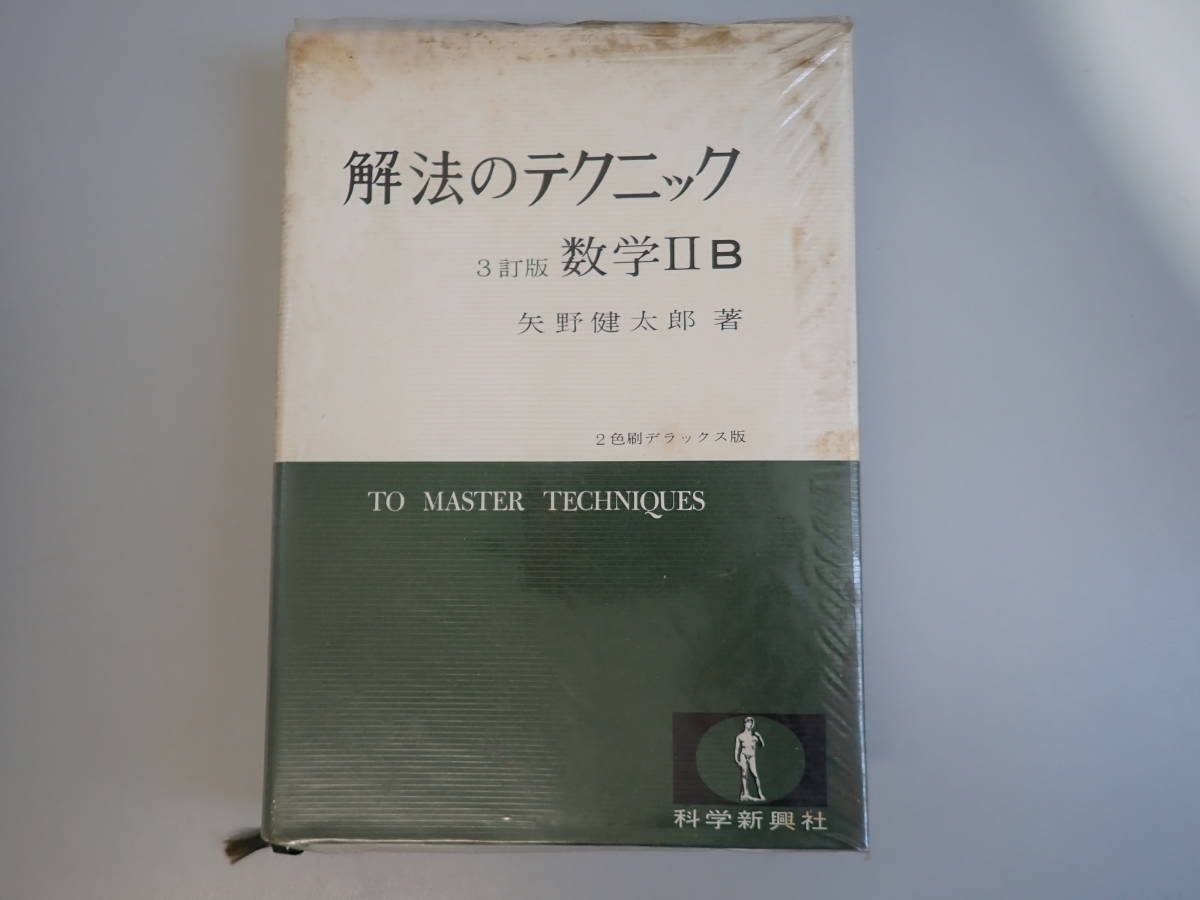 解法のテクニック
3訂版 数学ⅡB
矢野健太郎 著
2色刷デラックス版
TO MASTER TECHNIQUES
科学新興社